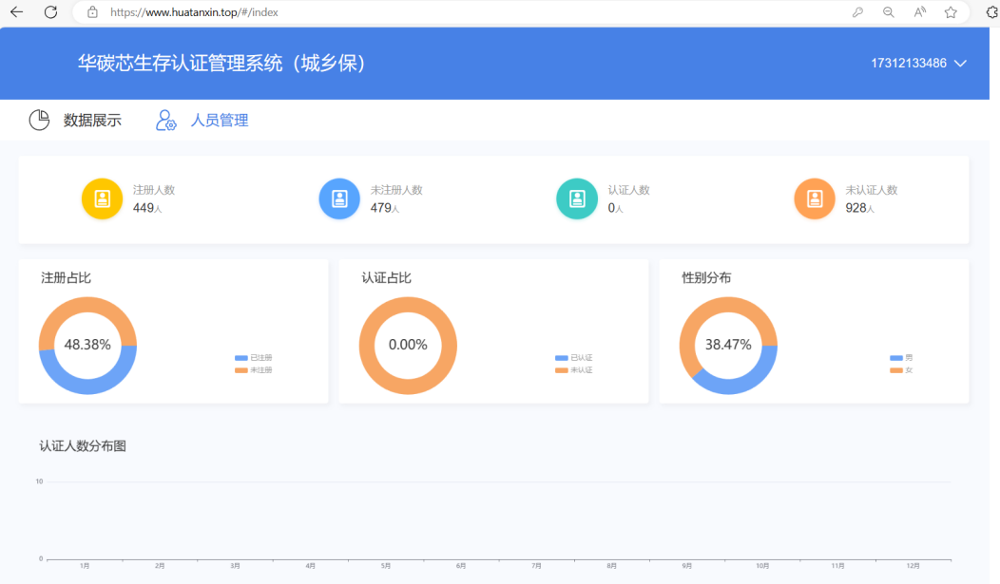 https://www.huatanxin.top/#/index
华碳芯生存认证管理系统（城乡保）
17312133486
数据展示
人员管理
注册人数
449人
未注册人数
479人
认证人数
0人
未认证人数
928人
注册占比
48.38%
已注册
未注册
认证占比
0.00%
已认证
未认证
性别分布
38.47%
男
女
认证人数分布图
10
0
1月 2月 3月 4月 5月 6月 7月 8月 9月 10月 11月 12月